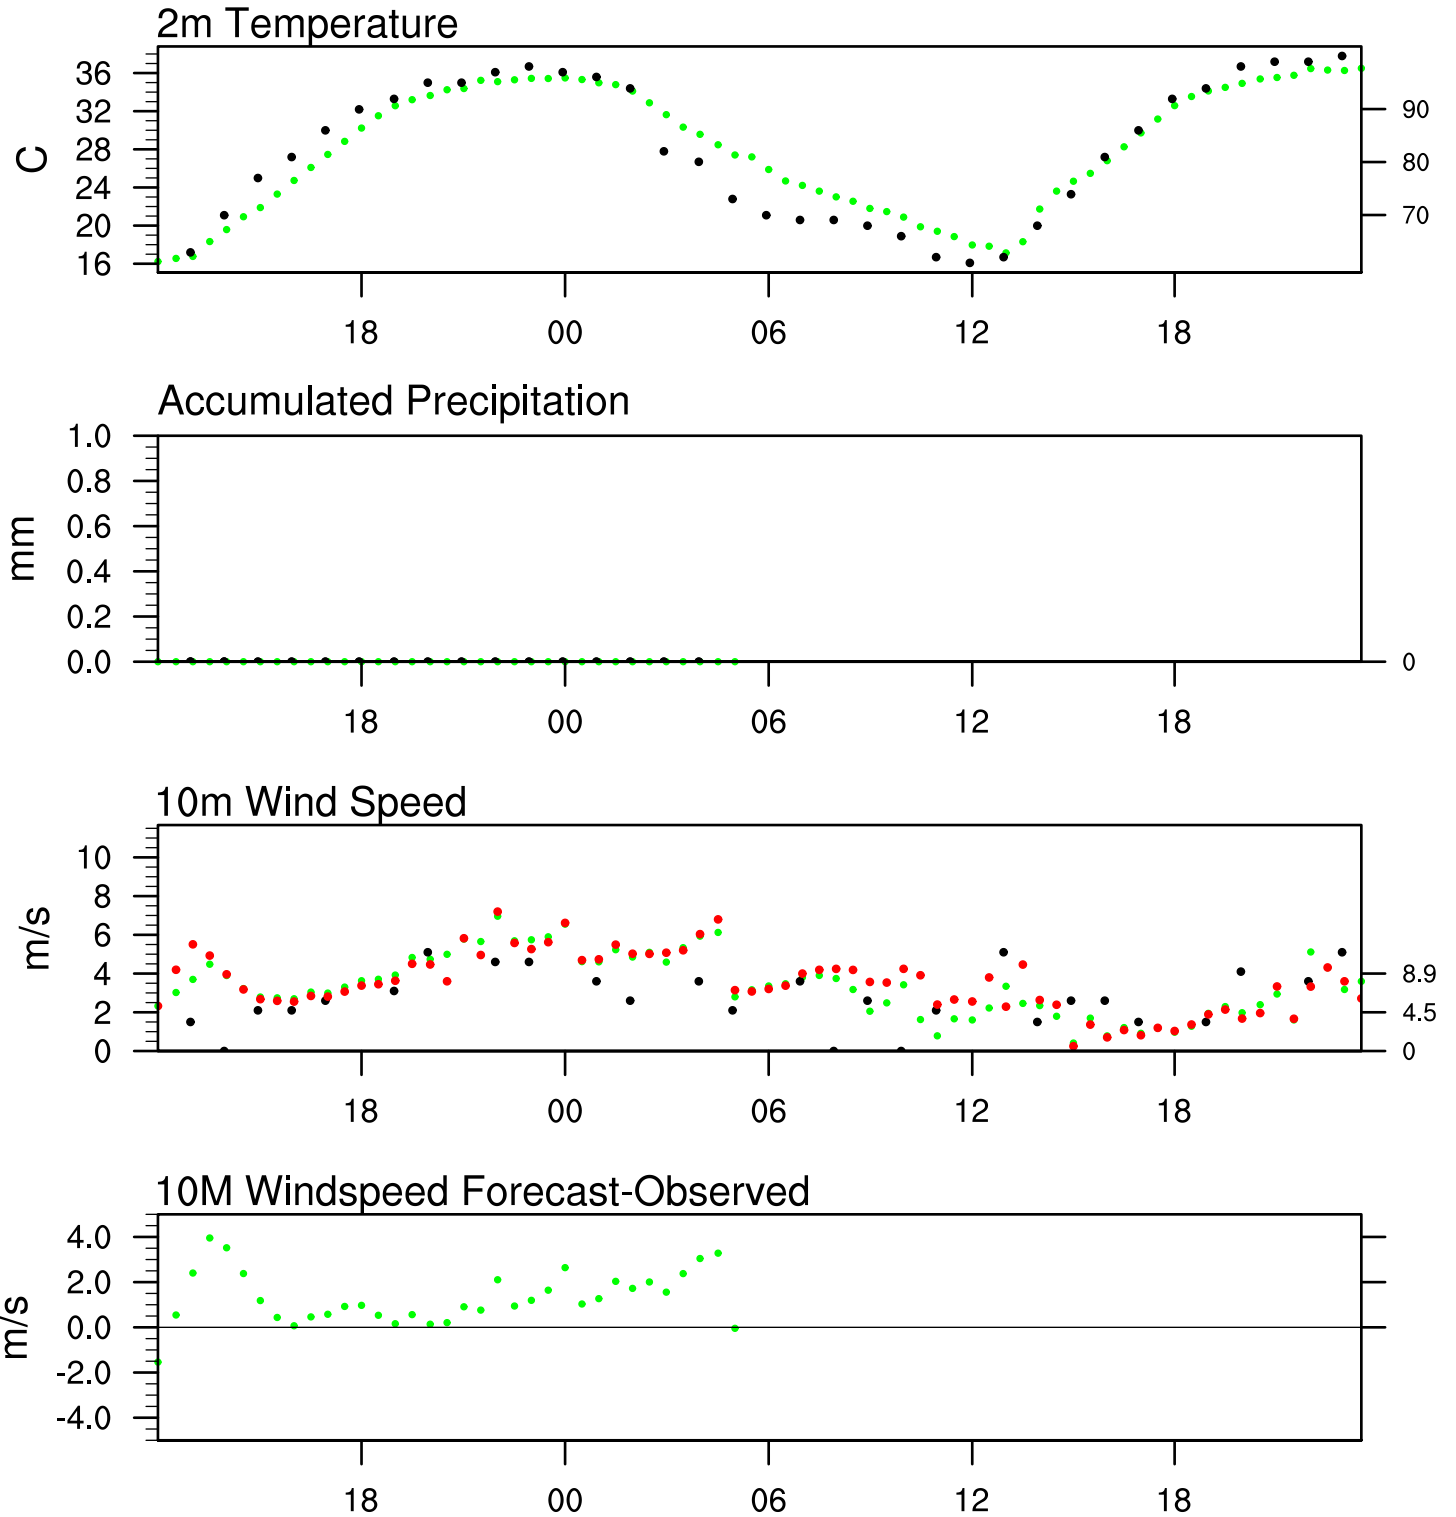 2m Temperature
36
32
28
24
20
16
C
90
80
70
18 00 06 12 18
Accumulated Precipitation
1.0
0.8
0.6
0.4
0.2
0.0
mm
0
18 00 06 12 18
10m Wind Speed
10
8
6
4
2
0
m/s
8.9
4.5
0
18 00 06 12 18
10M Windspeed Forecast-Observed
4.0
2.0
0.0
-2.0
-4.0
m/s
18 00 06 12 18